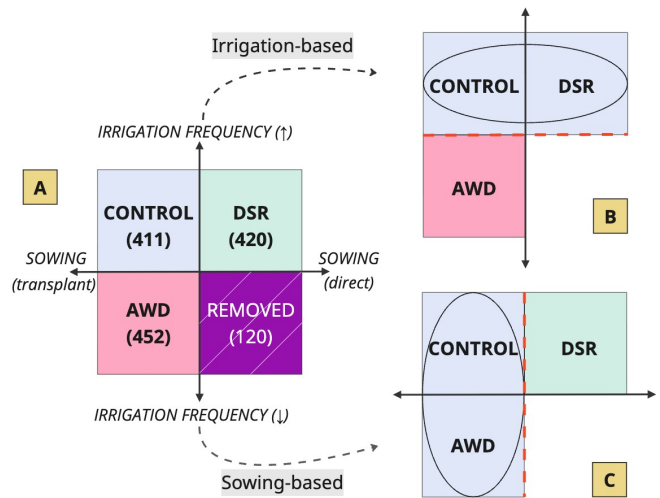 Irrigation-based
IRRIGATION FREQUENCY (↑)
A
CONTROL
(411)
DSR
(420)
SOWING
(transplant)
SOWING
(direct)
AWD
(452)
REMOVED
(120)
IRRIGATION FREQUENCY (↓)
Sowing-based
CONTROL
DSR
AWD
B
CONTROL
DSR
AWD
C